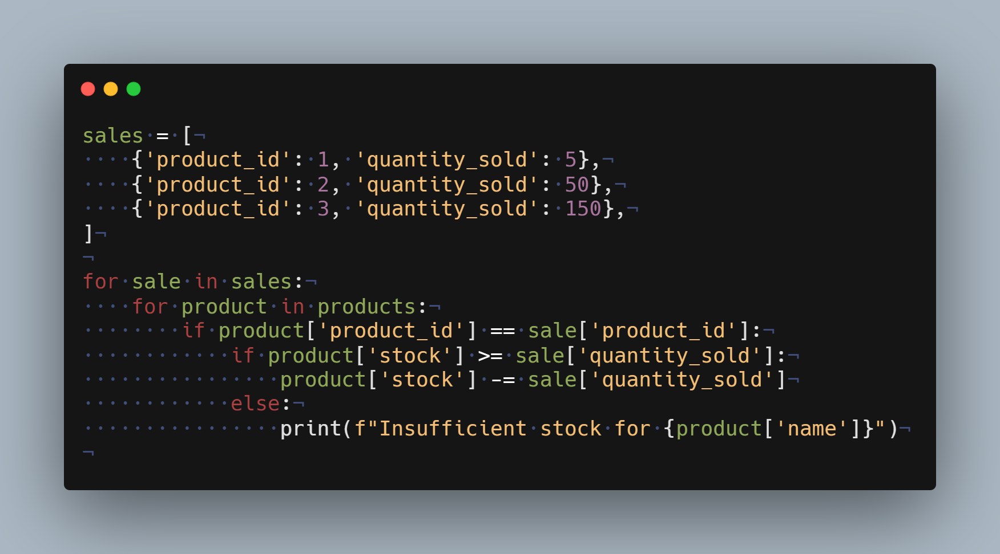 sales = [
    {'product_id': 1, 'quantity_sold': 5},
    {'product_id': 2, 'quantity_sold': 50},
    {'product_id': 3, 'quantity_sold': 150},
]

for sale in sales:
    for product in products:
        if product['product_id'] == sale['product_id']:
            if product['stock'] >= sale['quantity_sold']:
                product['stock'] -= sale['quantity_sold']
            else:
                print(f"Insufficient stock for {product['name']}")